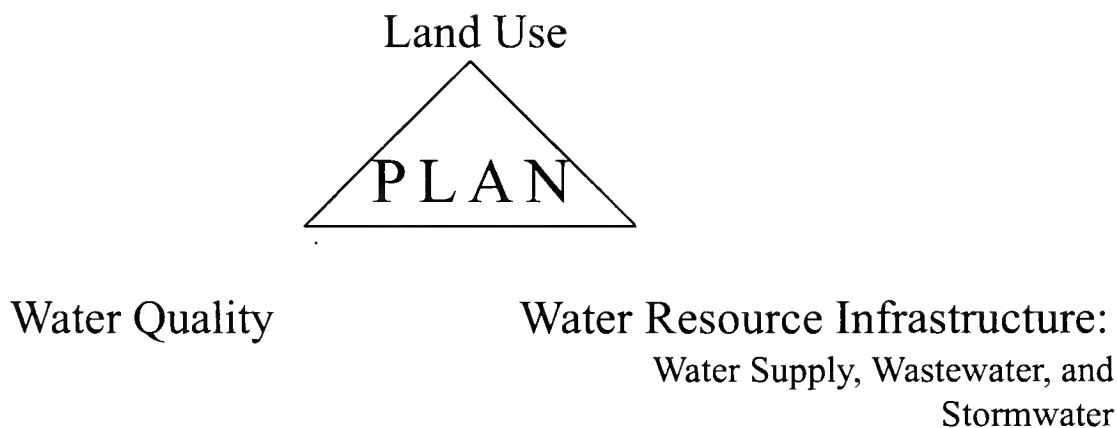 Land Use
PLAN
Water Quality
Water Resource Infrastructure:
Water Supply, Wastewater, and
Stormwater